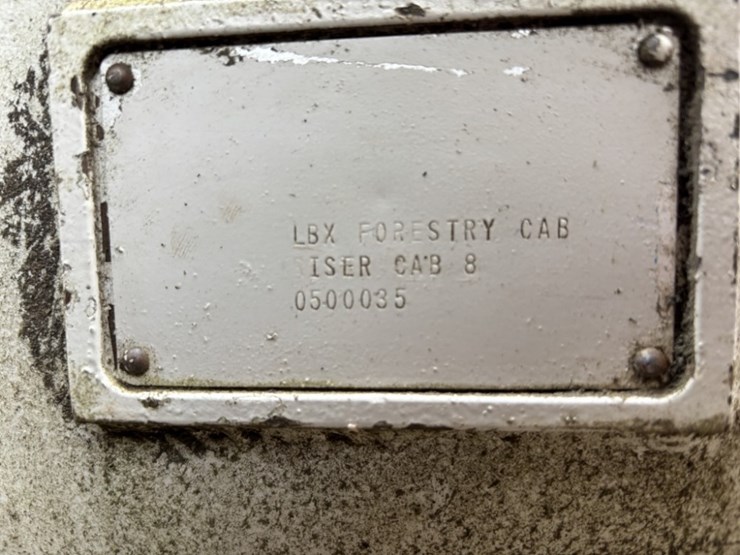 LBX FORESTRY CAB
ISER CAB 8
0500035